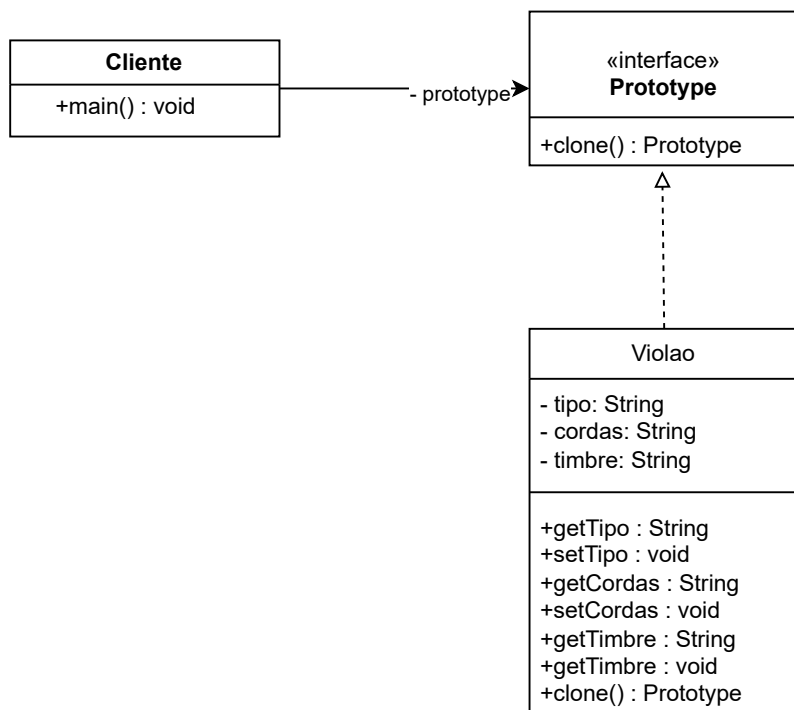 Cliente
+main() : void
- prototype
«interface»
Prototype
+clone() : Prototype
Violao
- tipo: String
- cordas: String
- timbre: String
+getTipo : String
+setTipo : void
+getCordas : String
+setCordas : void
+getTimbre : String
+getTimbre : void
+clone() : Prototype